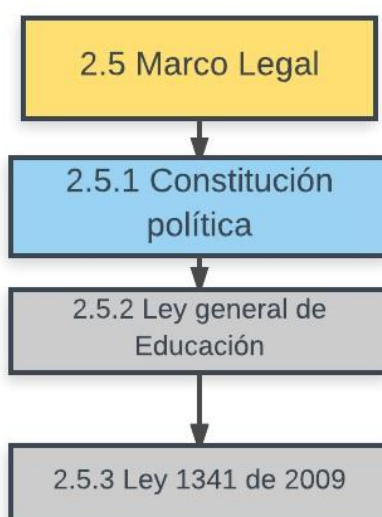 2.5 Marco Legal
2.5.1 Constitución
política
2.5.2 Ley general de
Educación
2.5.3 Ley 1341 de 2009